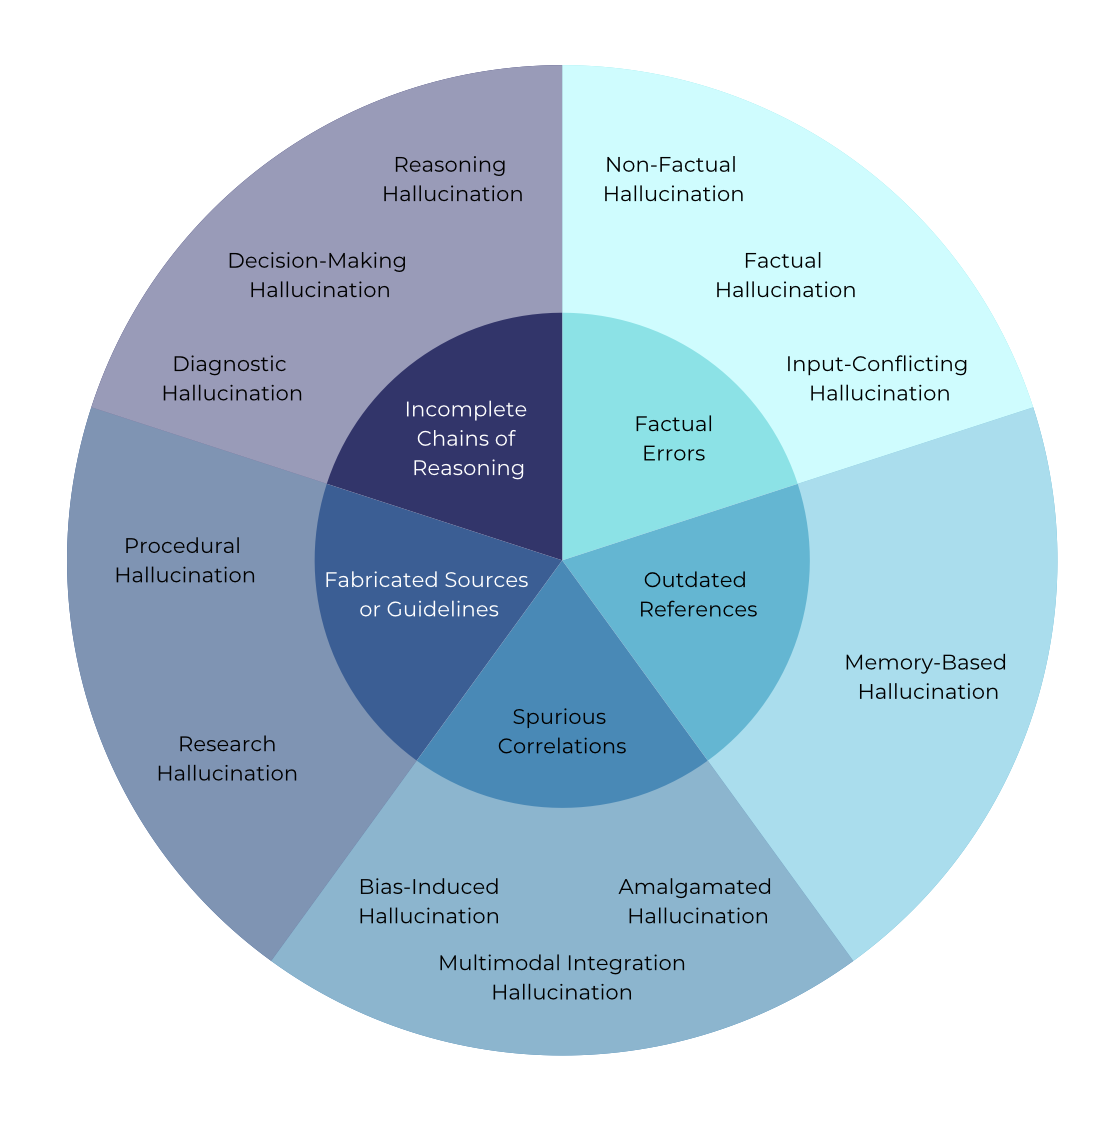 Reasoning
Hallucination
Non-Factual
Hallucination
Decision-Making
Hallucination
Factual
Hallucination
Diagnostic
Hallucination
Input-Conflicting
Hallucination
Incomplete
Chains of
Reasoning
Factual
Errors
Procedural
Hallucination
Fabricated Sources
or Guidelines
Outdated
References
Memory-Based
Hallucination
Research
Hallucination
Spurious
Correlations
Bias-Induced
Hallucination
Amalgamated
Hallucination
Multimodal Integration
Hallucination